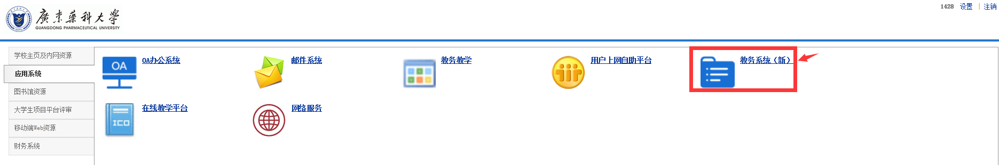 廣東藥科大學
GUANGDONG PHARMACEUTICAL UNIVERSITY
1428 设置 | 注销
学校主页及内网资源
应用系统
图书馆资源
大学生项目平台评审
移动端Web资源
财务系统
OA
OA办公系统
邮件系统
教务教学
用户上网自助平台
教务系统（新）
ICO
在线教学平台
网络服务